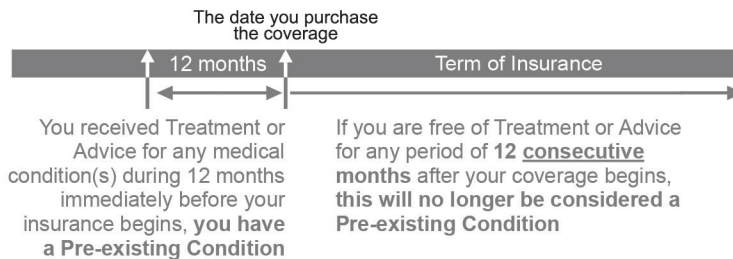 The date you purchase
the coverage
12 months
Term of Insurance
You received Treatment or
Advice for any medical
condition(s) during 12 months
immediately before your
insurance begins, you have
a Pre-existing Condition
If you are free of Treatment or Advice
for any period of 12 consecutive
months after your coverage begins,
this will no longer be considered a
Pre-existing Condition